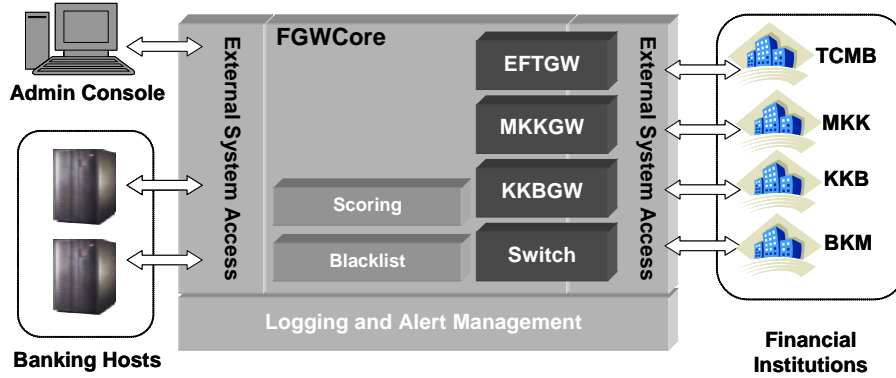 Admin Console
Banking Hosts
External System Access
FGWCore
EFTGW
MKKGW
KKBGW
Switch
Scoring
Blacklist
External System Access
Logging and Alert Management
TCMB
MKK
KKB
BKM
Financial
Institutions